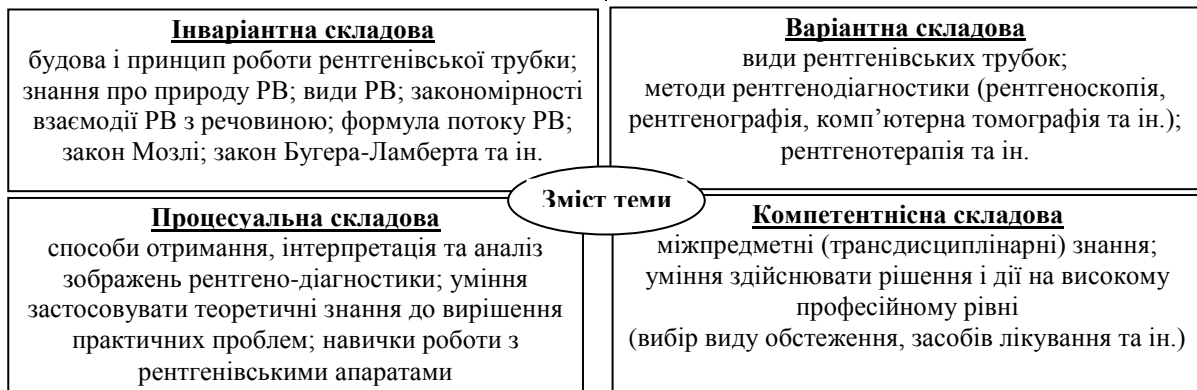 Інваріантна складова
будова і принцип роботи рентгенівської трубки;
знання про природу РВ; види РВ; закономірності
взаємодії РВ з речовиною; формула потоку РВ;
закон Мозлі; закон Бугера-Ламберта та ін.
Варіантна складова
види рентгенівських трубок;
методи рентгенодіагностики (рентгеноскопія,
рентгенографія, комп’ютерна томографія та ін.);
рентгенотерапія та ін.
Зміст теми
Процесуальна складова
способи отримання, інтерпретація та аналіз
зображень рентгено-діагностики; уміння
застосовувати теоретичні знання до вирішення
практичних проблем; навички роботи з
рентгенівськими апаратами
Компетентнісна складова
міжпредметні (трансдисциплінарні) знання;
уміння здійснювати рішення і дії на високому
професійному рівні
(вибір виду обстеження, засобів лікування та ін.)